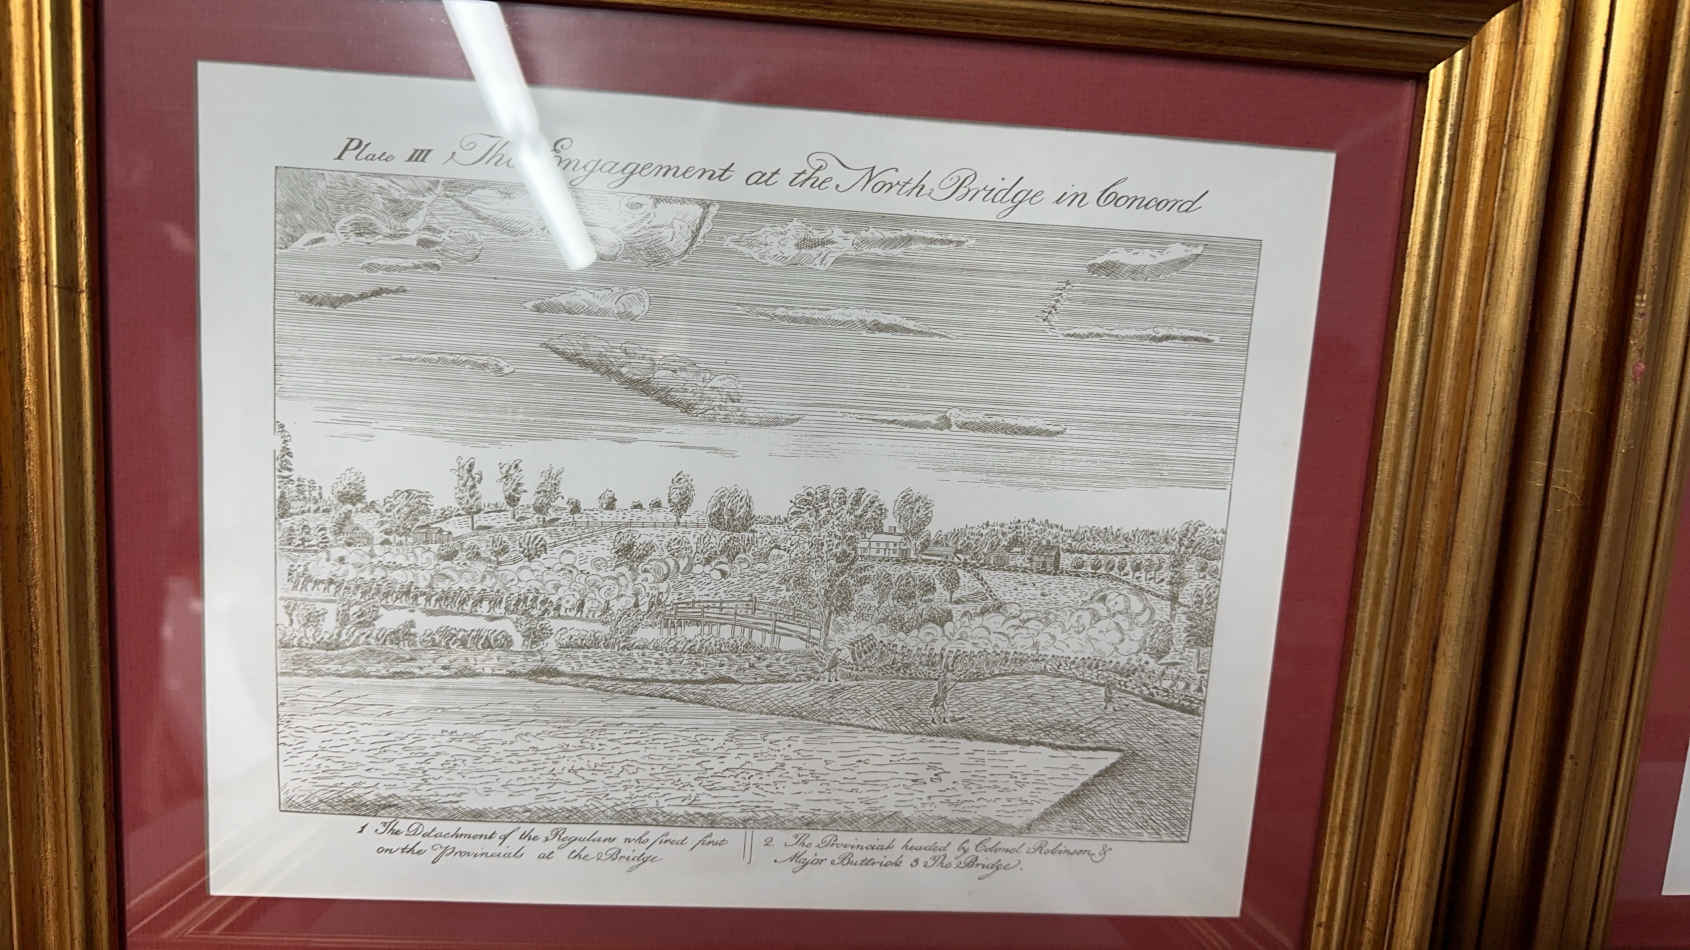 Plate III The Engagement at the North Bridge in Concord
1 The Detachment of the Regulars who fired first
on the Provincials at the Bridge
2 The Provincials headed by Colonel Robinson &
Major Buttrick 3 The Bridge.